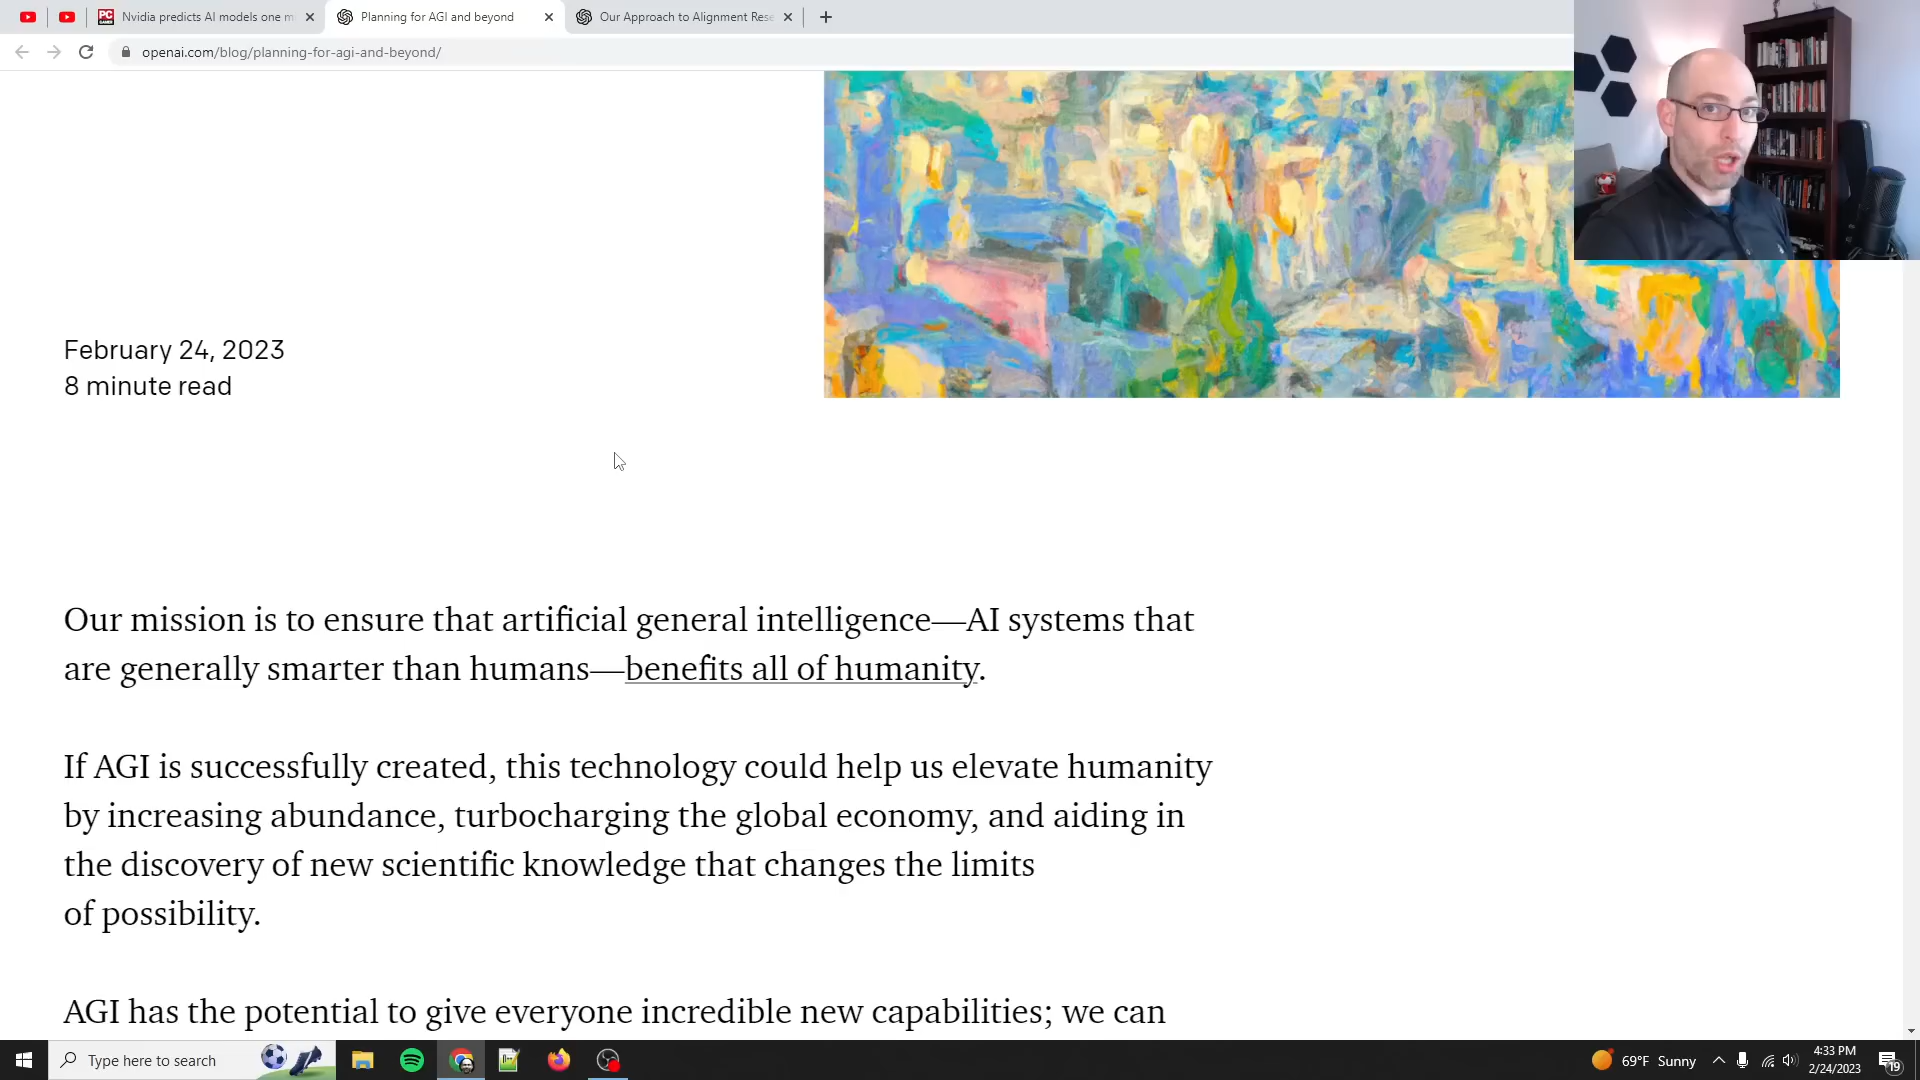 Nvidia predicts AI models one m
Planning for AGI and beyond
Our Approach to Alignment Rese
openai.com/blog/planning-for-agi-and-beyond/
February 24, 2023
8 minute read
Our mission is to ensure that artificial general intelligence—AI systems that
are generally smarter than humans—benefits all of humanity.
If AGI is successfully created, this technology could help us elevate humanity
by increasing abundance, turbocharging the global economy, and aiding in
the discovery of new scientific knowledge that changes the limits
of possibility.
AGI has the potential to give everyone incredible new capabilities; we can
Type here to search
69°F Sunny
4:33 PM
2/24/2023
19